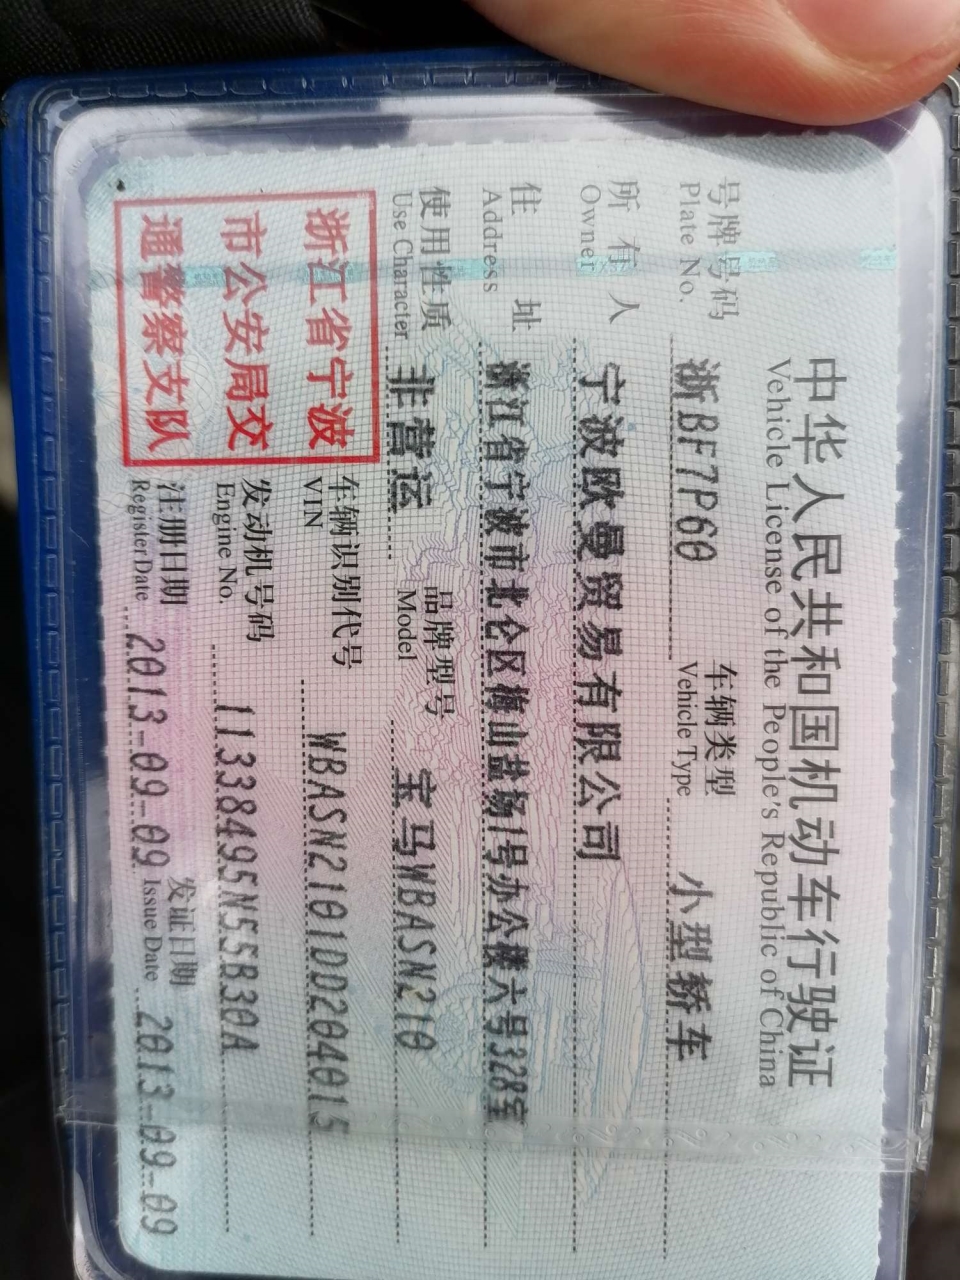 中华人民共和国机动车行驶证
Vehicle License of the People's Republic of China
号牌号码 浙BF7P60 车辆类型 小型轿车
Plate No. Vehicle Type
所有人 宁波欧曼贸易有限公司
Owner
住址 浙江省宁波市北仑区梅山盐场1号办公楼六号328室
Address
使用性质 非营运 品牌型号 宝马WBASN210
Use Character Model
浙江省宁波
市公安局交
通警察支队
车辆识别代号 WBASN2101DD204015
VIN
发动机号码 11338495N55B30A
Engine No.
注册日期 2013-09-09 发证日期 2013-09-09
Register Date Issue Date